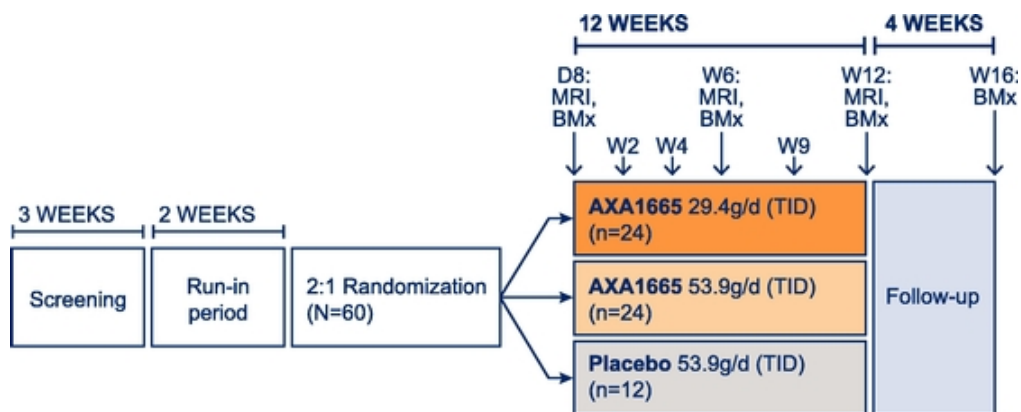 12 WEEKS
4 WEEKS
D8:
MRI,
BMx
W2
W4
W6:
MRI,
BMx
W9
W12:
MRI,
BMx
W16:
BMx
3 WEEKS
2 WEEKS
Screening
Run-in
period
2:1 Randomization
(N=60)
AXA1665 29.4g/d (TID)
(n=24)
AXA1665 53.9g/d (TID)
(n=24)
Placebo 53.9g/d (TID)
(n=12)
Follow-up